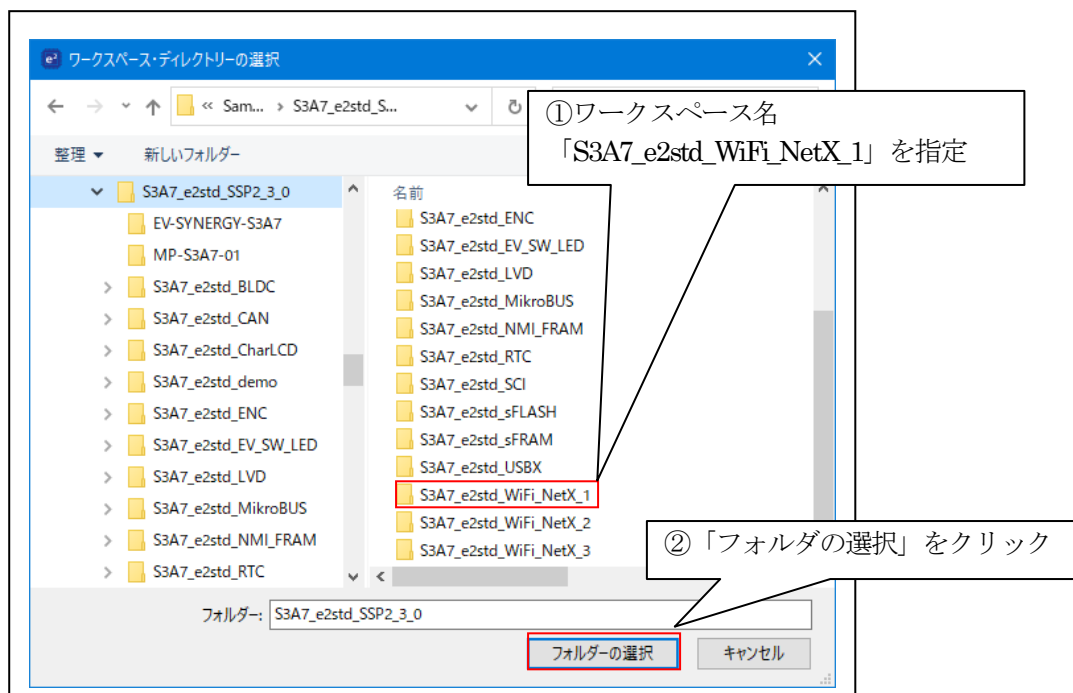 e² ワークスペース・ディレクトリーの選択
« Sam... › S3A7_e2std_S...
①ワークスペース名
「S3A7_e2std_WiFi_NetX_1」を指定
整理 新しいフォルダー
S3A7_e2std_SSP2_3_0
EV-SYNERGY-S3A7
MP-S3A7-01
S3A7_e2std_BLDC
S3A7_e2std_CAN
S3A7_e2std_CharLCD
S3A7_e2std_demo
S3A7_e2std_ENC
S3A7_e2std_EV_SW_LED
S3A7_e2std_LVD
S3A7_e2std_MikroBUS
S3A7_e2std_NMI_FRAM
S3A7_e2std_RTC
名前
S3A7_e2std_ENC
S3A7_e2std_EV_SW_LED
S3A7_e2std_LVD
S3A7_e2std_MikroBUS
S3A7_e2std_NMI_FRAM
S3A7_e2std_RTC
S3A7_e2std_SCI
S3A7_e2std_sFLASH
S3A7_e2std_sFRAM
S3A7_e2std_USBX
S3A7_e2std_WiFi_NetX_1
S3A7_e2std_WiFi_NetX_2
S3A7_e2std_WiFi_NetX_3
②「フォルダの選択」をクリック
フォルダー: S3A7_e2std_SSP2_3_0
フォルダーの選択 キャンセル